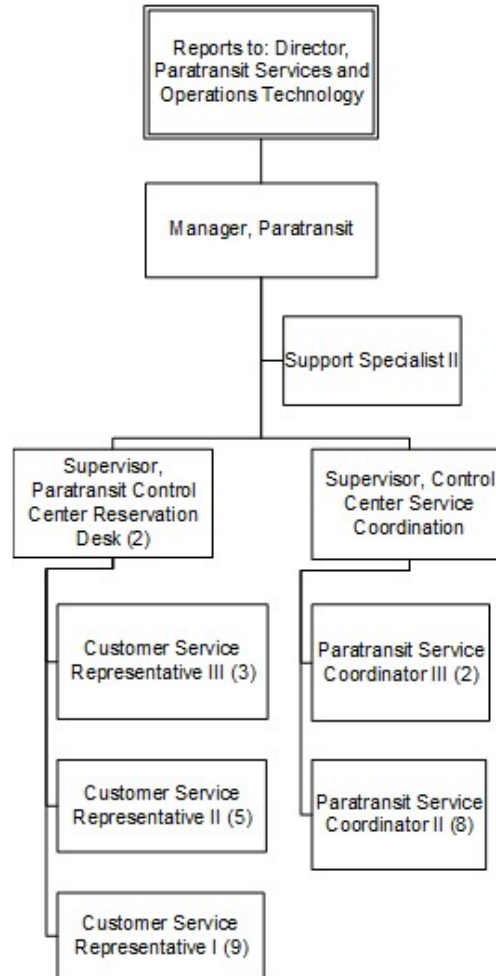 Reports to: Director,
Paratransit Services and
Operations Technology
Manager, Paratransit
Support Specialist II
Supervisor,
Paratransit Control
Center Reservation
Desk (2)
Supervisor, Control
Center Service
Coordination
Customer Service
Representative III (3)
Paratransit Service
Coordinator III (2)
Customer Service
Representative II (5)
Paratransit Service
Coordinator II (8)
Customer Service
Representative I (9)